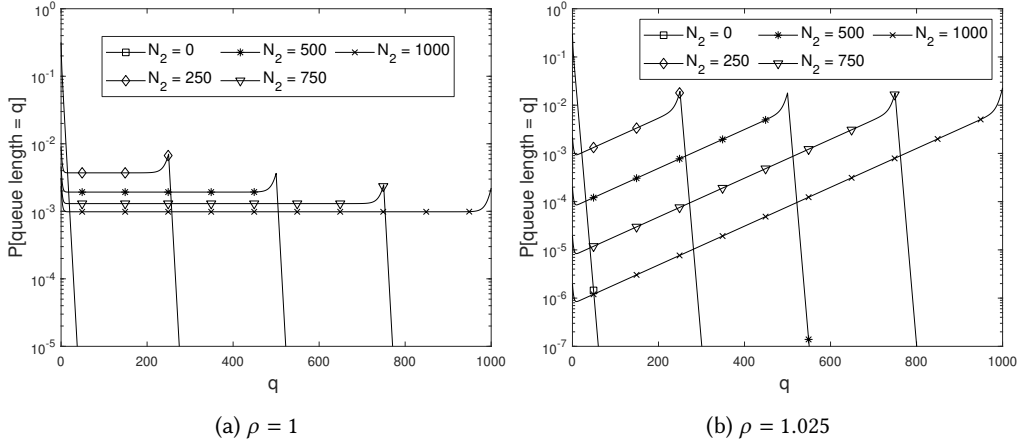 10^0
10^-1
10^-2
10^-3
10^-4
10^-5
P[queue length = q]
N_2 = 0 N_2 = 500 N_2 = 1000
N_2 = 250 N_2 = 750
0 200 400 600 800 1000
q
(a) ρ = 1
10^0
10^-1
10^-2
10^-3
10^-4
10^-5
10^-6
10^-7
P[queue length = q]
N_2 = 0 N_2 = 500 N_2 = 1000
N_2 = 250 N_2 = 750
0 200 400 600 800 1000
q
(b) ρ = 1.025